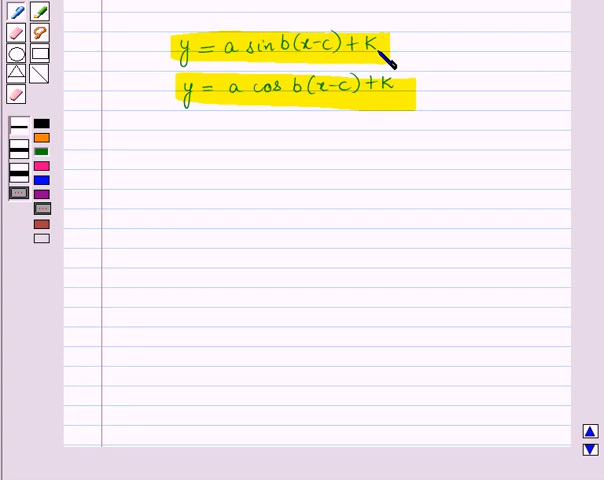 y = a sin b(x-c)+K
y = a cos b(x-c)+K